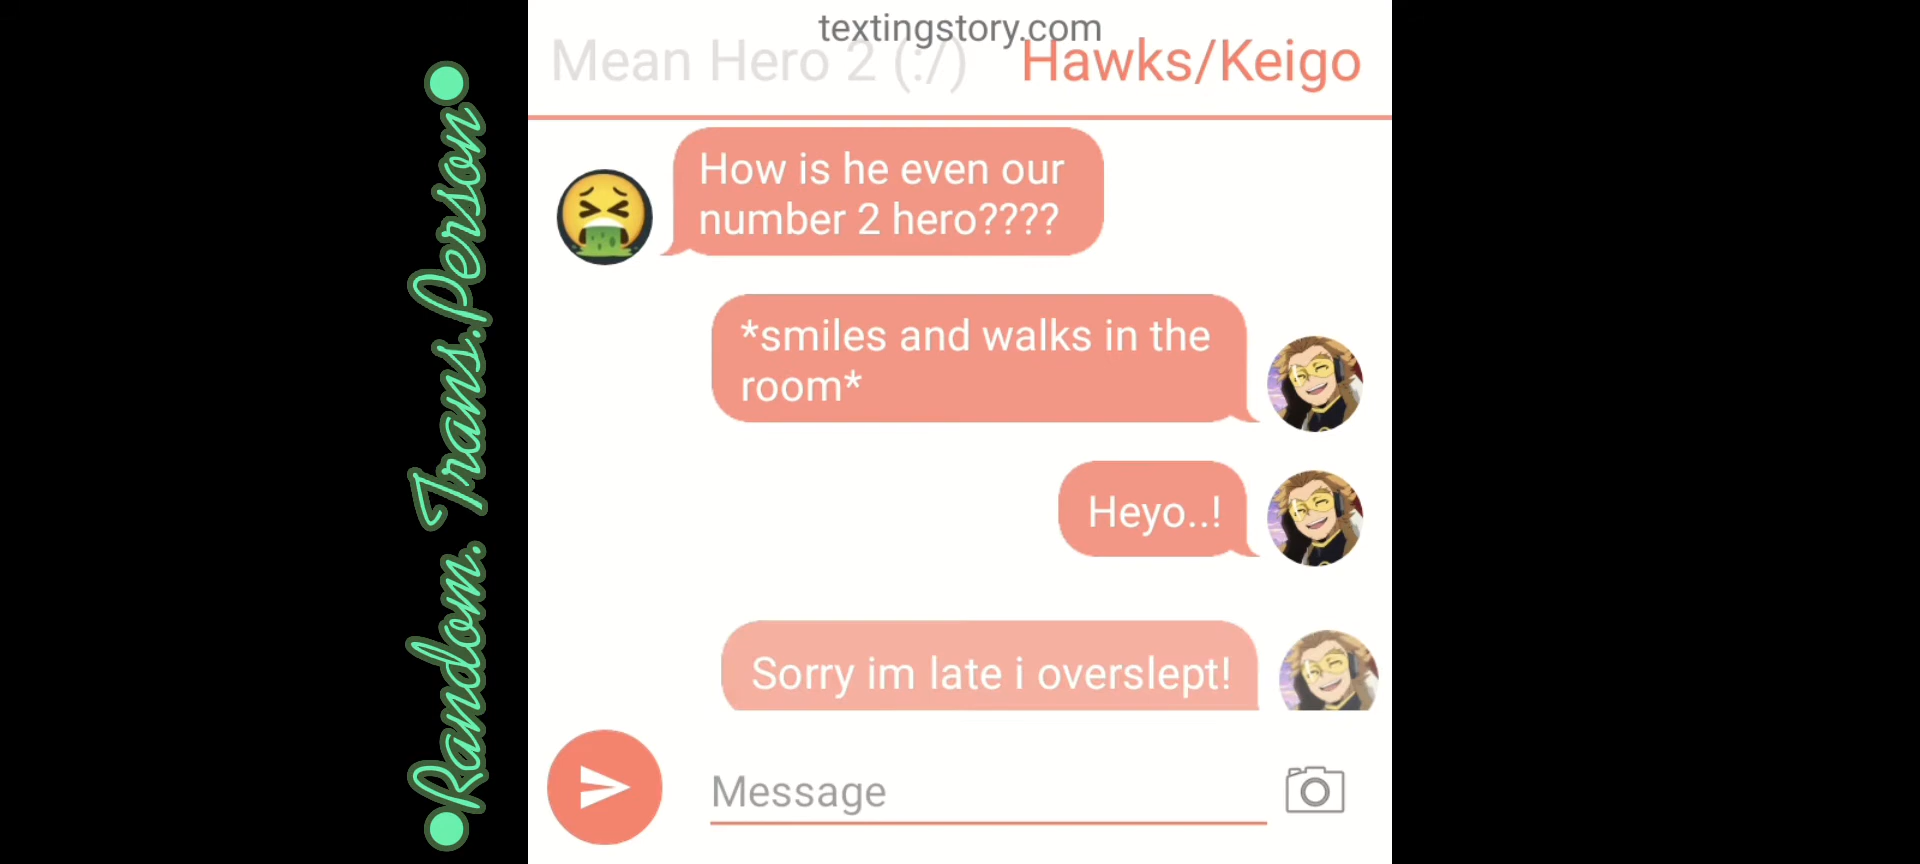 textingstory.com
Mean Hero 2 (:/) Hawks/Keigo
How is he even our
number 2 hero????
*smiles and walks in the
room*
Heyo..!
Sorry im late i overslept!
Message
Random. Trans.Person